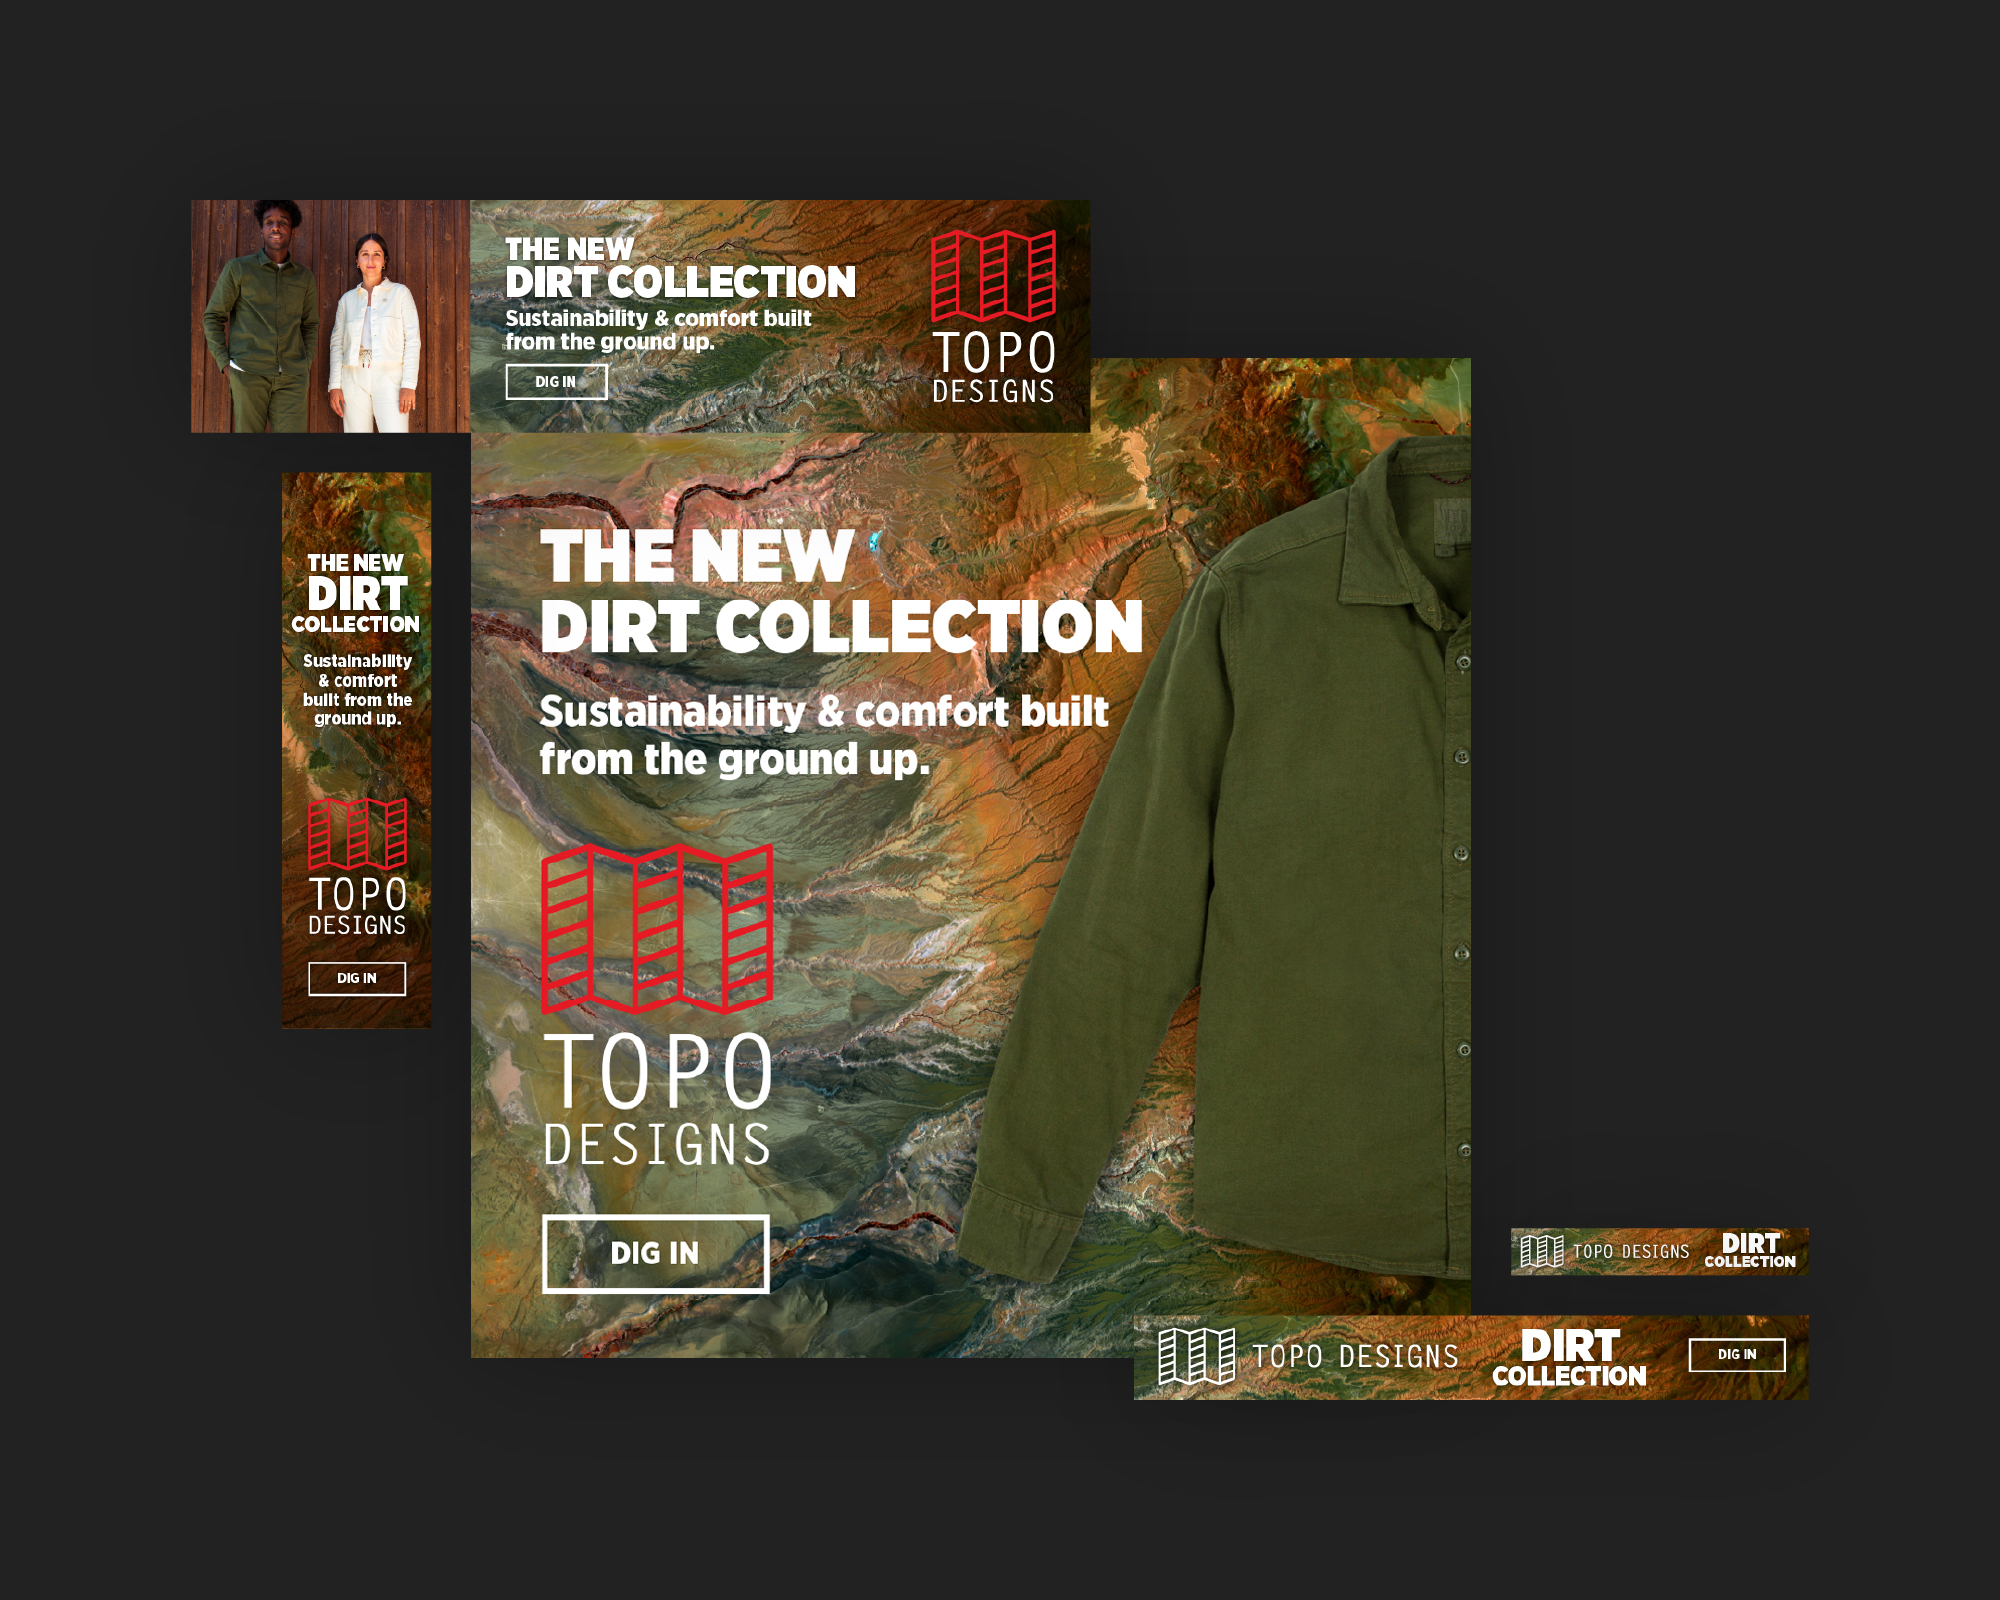 THE NEW
DIRT COLLECTION
Sustainability & comfort built
from the ground up.
DIG IN
TOPO
DESIGNS
THE NEW
DIRT
COLLECTION
Sustainability
& comfort
built from the
ground up.
TOPO
DESIGNS
DIG IN
THE NEW
DIRT COLLECTION
Sustainability & comfort built
from the ground up.
TOPO
DESIGNS
DIG IN
TOPO DESIGNS
DIRT
COLLECTION
TOPO DESIGNS
DIRT
COLLECTION
DIG IN